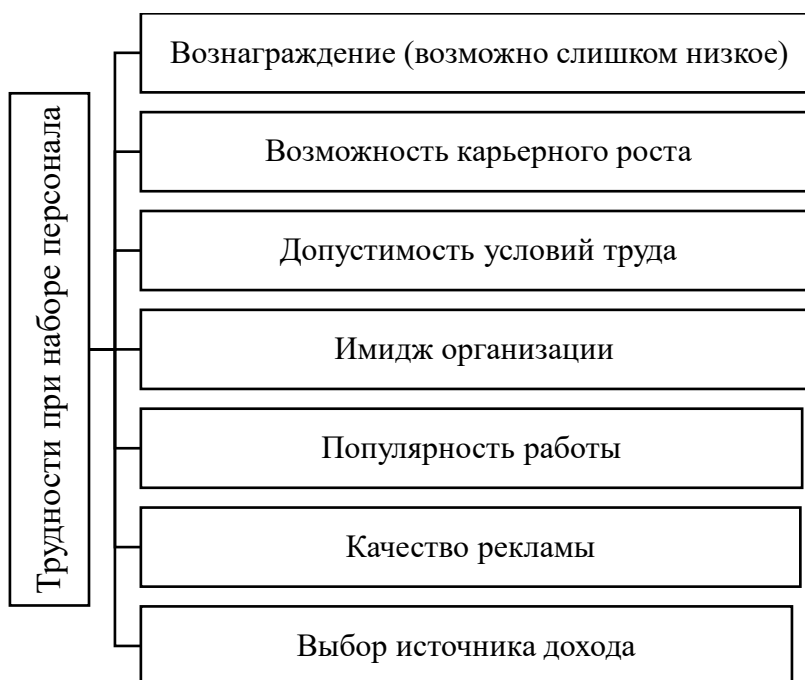 Трудности при наборе персонала
Вознаграждение (возможно слишком низкое)
Возможность карьерного роста
Допустимость условий труда
Имидж организации
Популярность работы
Качество рекламы
Выбор источника дохода